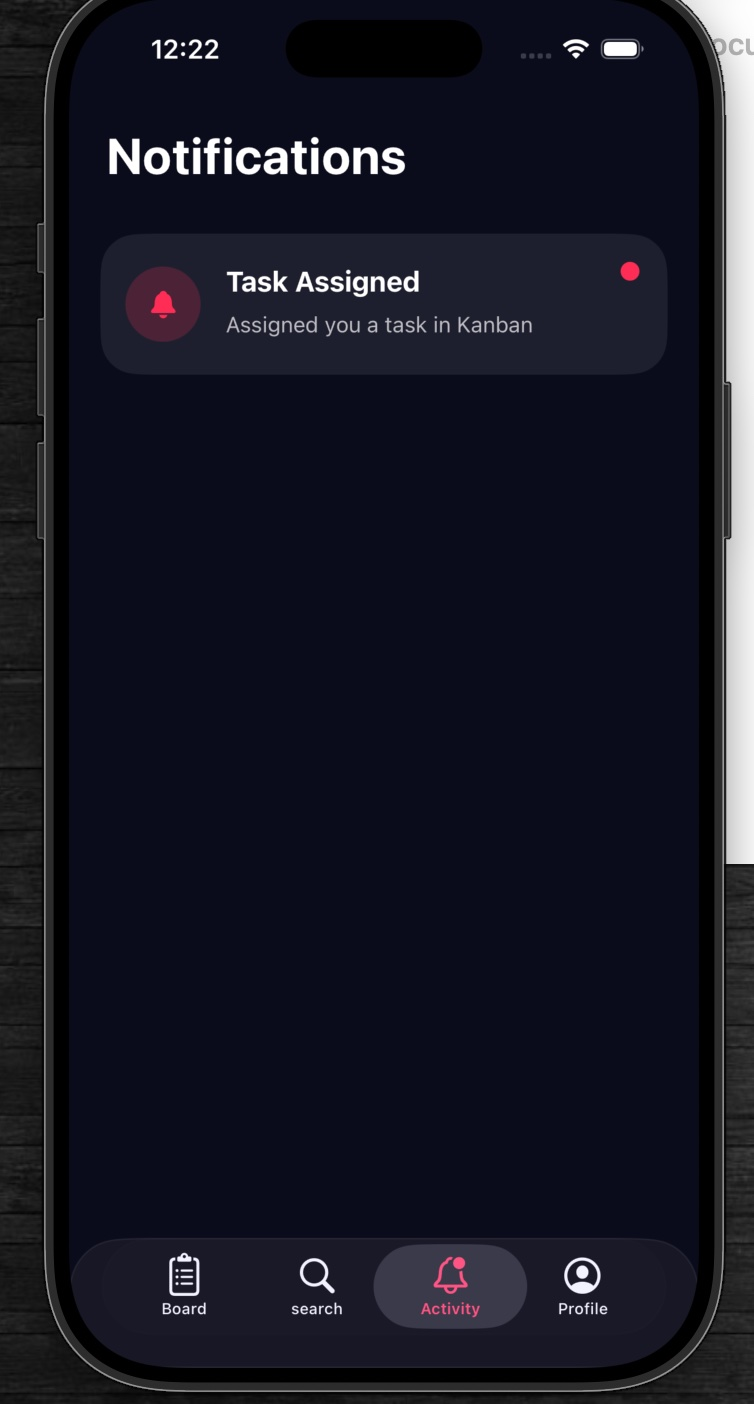 12:22
Notifications
Task Assigned
Assigned you a task in Kanban
Board
search
Activity
Profile